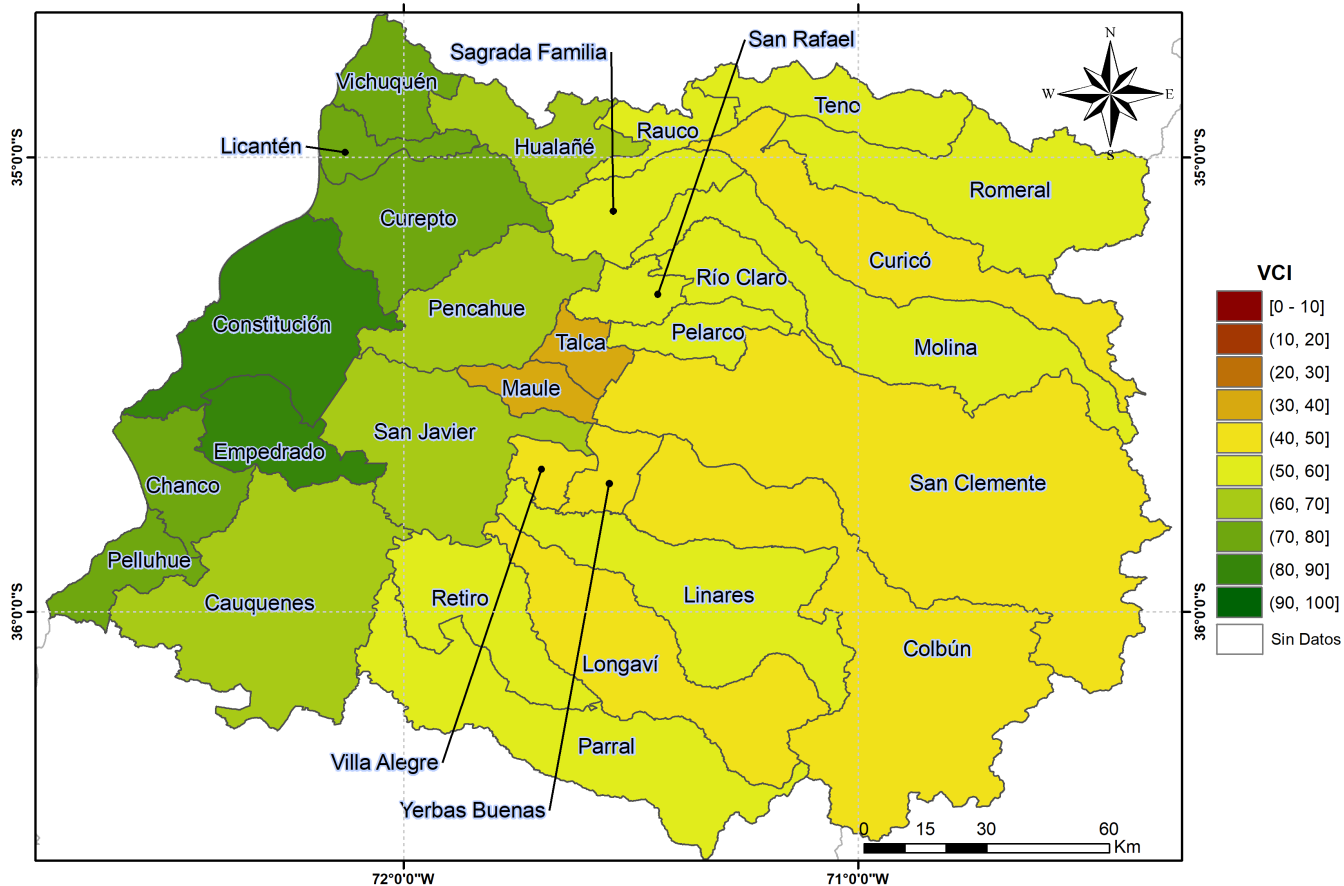 San Rafael
Sagrada Familia
N
W
E
S
Vichuquén
Teno
Rauco
Licantén
Hualañé
35°0'0"S
35°0'0"S
Romeral
Curepto
Curicó
Río Claro
VCI
Pencahue
[0 - 10]
Constitución
Pelarco
(10, 20]
Talca
Molina
(20, 30]
Maule
(30, 40]
San Javier
(40, 50]
Empedrado
(50, 60]
Chanco
San Clemente
(60, 70]
(70, 80]
Pelluhue
(80, 90]
Cauquenes
Retiro
Linares
(90, 100]
36°0'0"S
36°0'0"S
Sin Datos
Colbún
Longaví
Parral
Villa Alegre
Yerbas Buenas
0 15 30 60
Km
72°0'0"W
71°0'0"W